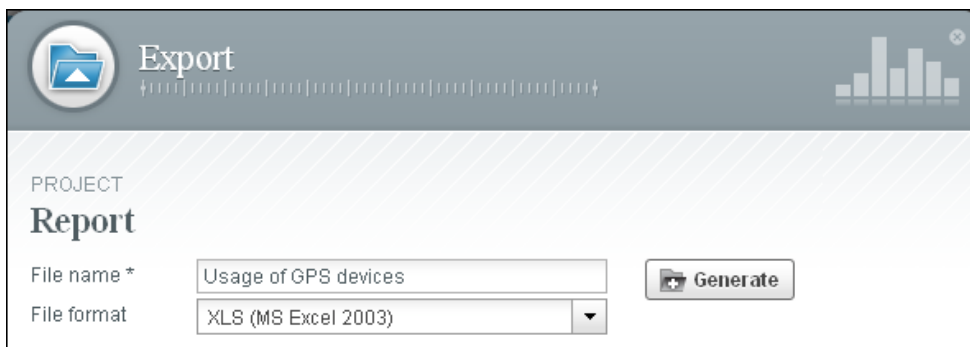 Export
PROJECT
Report
File name *
Usage of GPS devices
Generate
File format
XLS (MS Excel 2003)